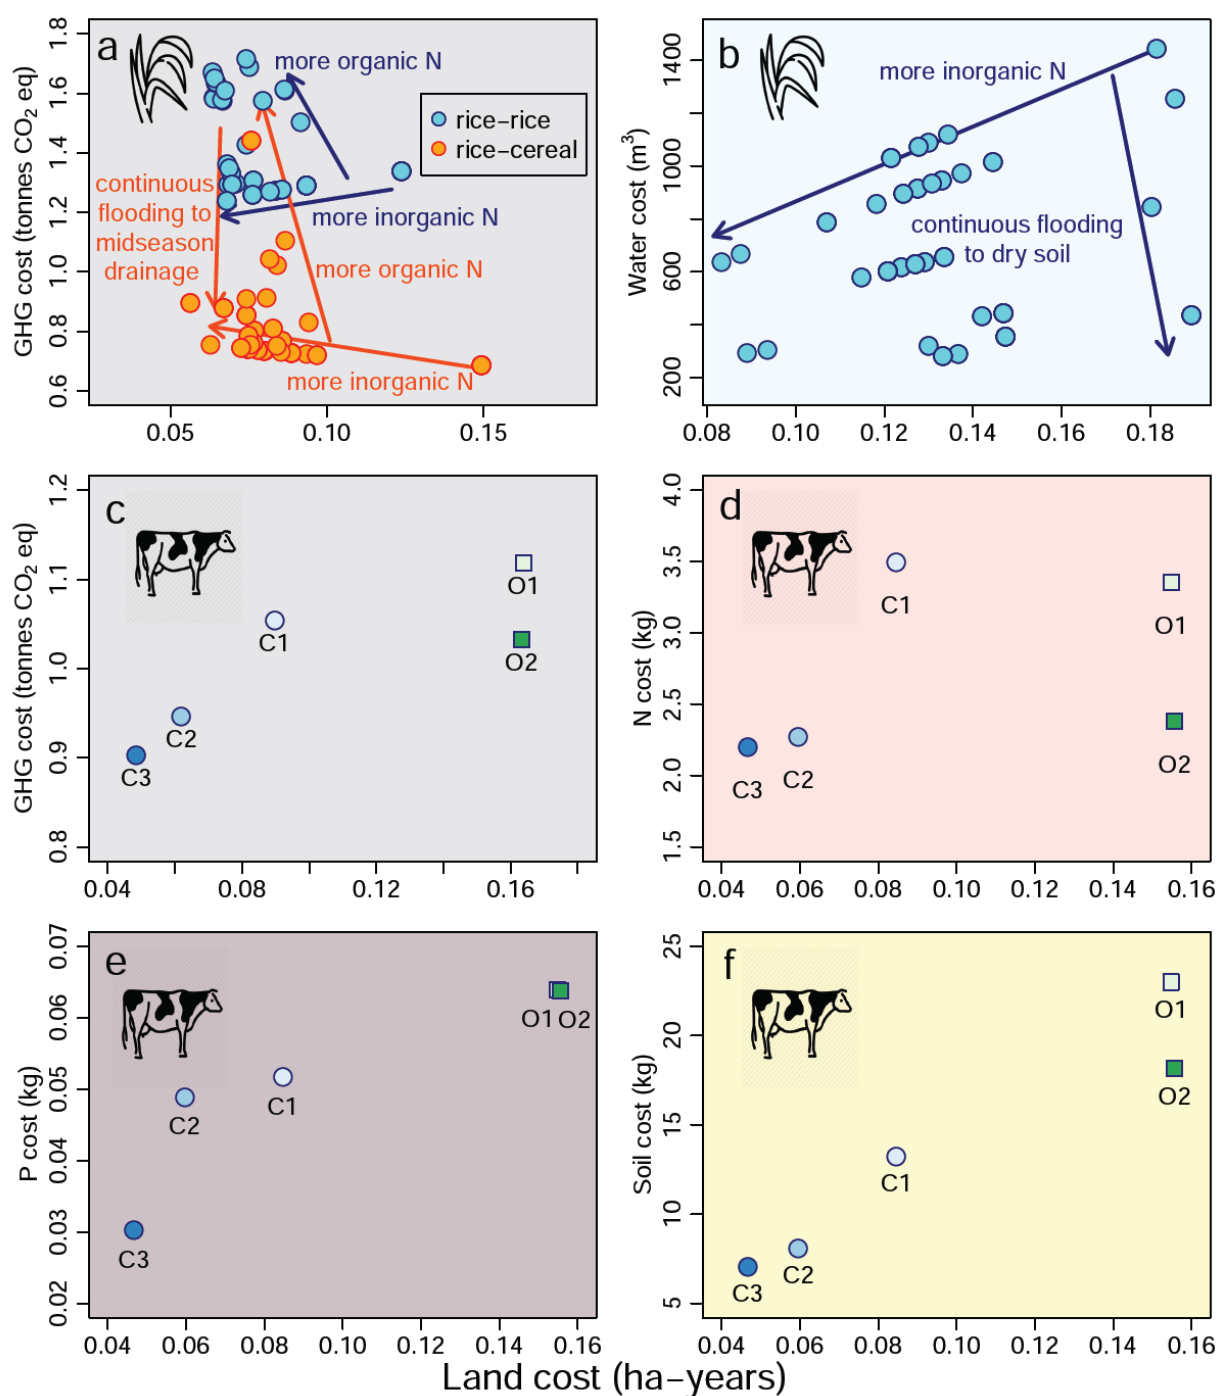 a
more organic N
rice–rice
rice–cereal
continuous
flooding to
midseason
drainage
more inorganic N
more organic N
more inorganic N
GHG cost (tonnes CO₂ eq)
0.6 0.8 1.0 1.2 1.4 1.6 1.8
0.05 0.10 0.15
b
more inorganic N
continuous flooding
to dry soil
Water cost (m³)
200 600 1000 1400
0.08 0.10 0.12 0.14 0.16 0.18
c
O1
C1
O2
C2
C3
GHG cost (tonnes CO₂ eq)
0.8 0.9 1.0 1.1 1.2
0.04 0.08 0.12 0.16
d
C1
O1
C2
O2
C3
N cost (kg)
1.5 2.0 2.5 3.0 3.5 4.0
0.04 0.06 0.08 0.10 0.12 0.14 0.16
e
O1 O2
C1
C2
C3
P cost (kg)
0.02 0.03 0.04 0.05 0.06 0.07
0.04 0.06 0.08 0.10 0.12 0.14 0.16
f
O1
O2
C1
C2
C3
Soil cost (kg)
5 10 15 20 25
0.04 0.06 0.08 0.10 0.12 0.14 0.16
Land cost (ha–years)